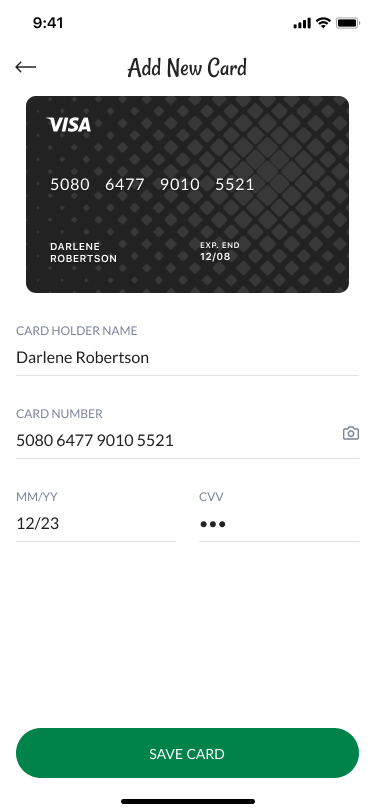 9:41
Add New Card
VISA
5080 6477 9010 5521
DARLENE
ROBERTSON
EXP. END
12/08
CARD HOLDER NAME
Darlene Robertson
CARD NUMBER
5080 6477 9010 5521
MM/YY
12/23
CVV
●●●
SAVE CARD